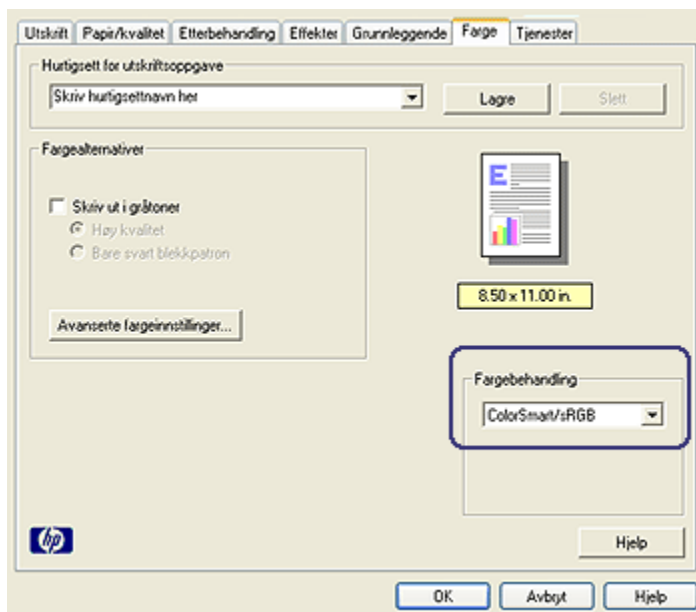 Utskrift Papir/kvalitet Etterbehandling Effekter Grunnleggende Farge Tjenester
Hurtigsett for utskriftsoppgave
Skriv hurtigsettnavn her
Lagre
Slett
Fargealternativer
Skriv ut i gråtoner
Høy kvalitet
Bare svart blekkpatron
Avanserte fargeinnstillinger...
E
8.50 x 11.00 in.
Fargebehandling
ColorSmart/sRGB
hp
Hjelp
OK Avbryt Hjelp